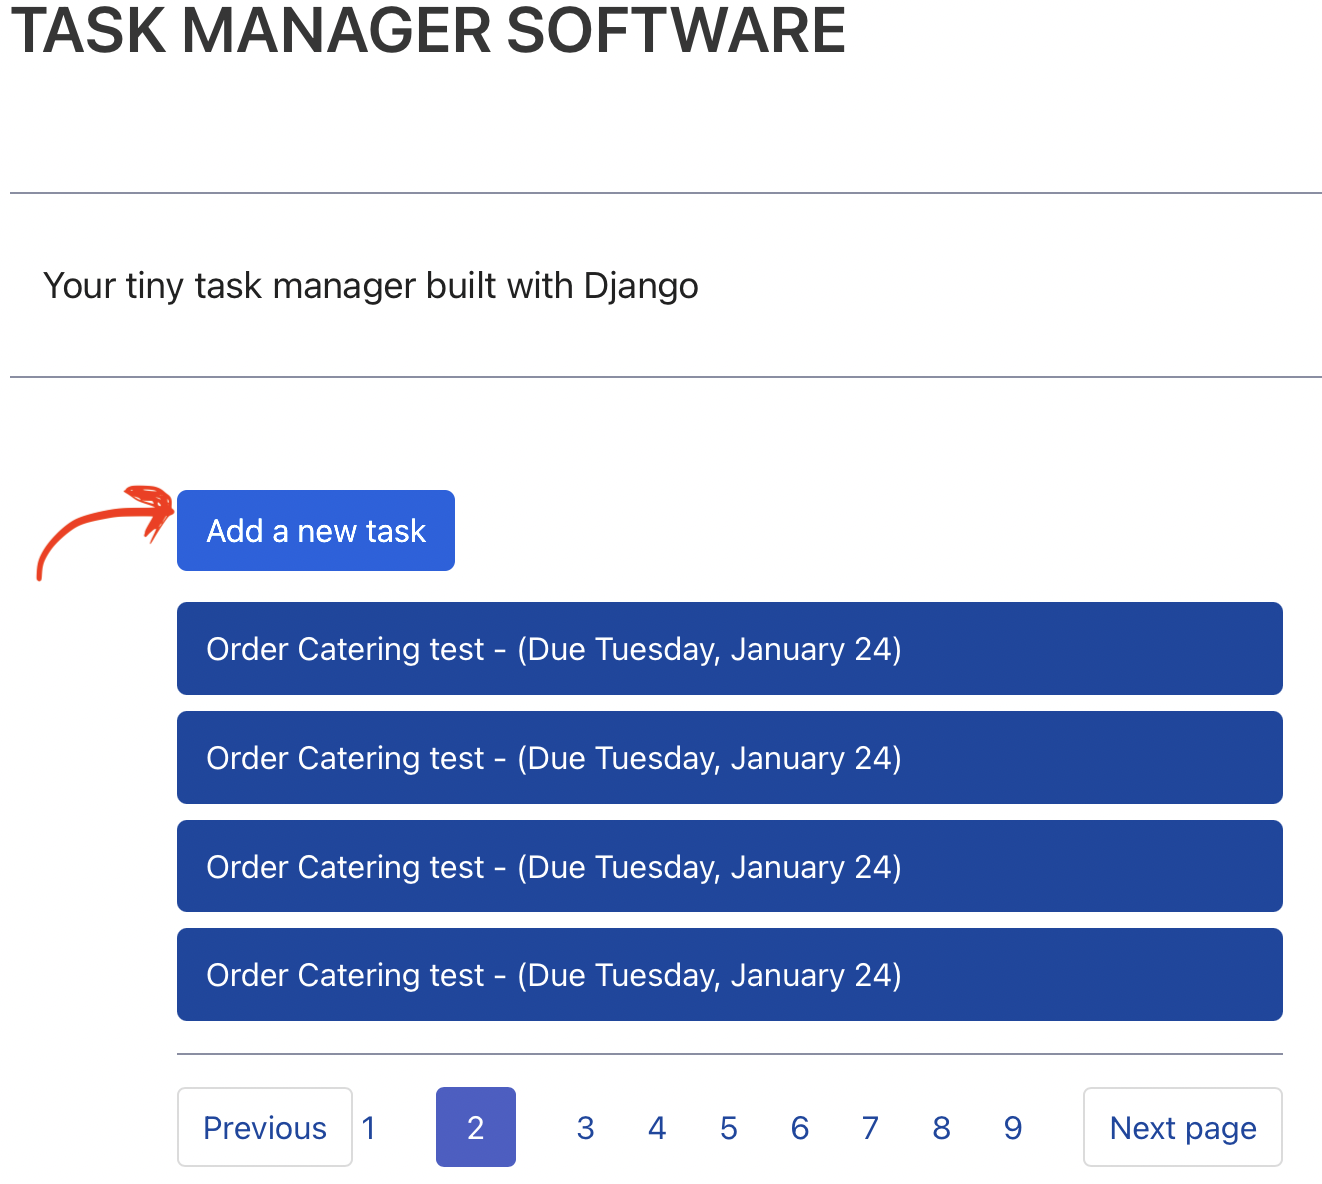 TASK MANAGER SOFTWARE
Your tiny task manager built with Django
Add a new task
Order Catering test - (Due Tuesday, January 24)
Order Catering test - (Due Tuesday, January 24)
Order Catering test - (Due Tuesday, January 24)
Order Catering test - (Due Tuesday, January 24)
Previous 1 2 3 4 5 6 7 8 9 Next page